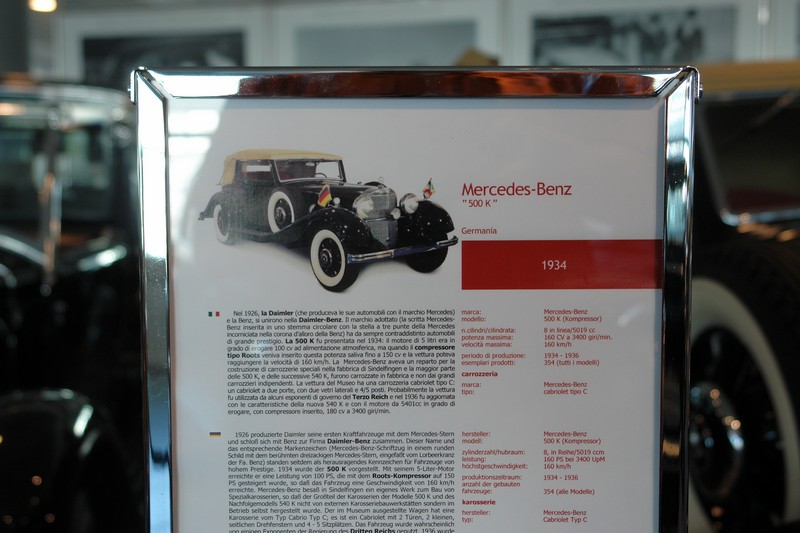 Mercedes-Benz
"500 K"
Germania
1934
Nel 1926, la Daimler (che produceva le sue automobili con il marchio Mercedes)
e la Benz, si unirono nella Daimler-Benz. Il marchio adottato (la scritta Mercedes
Benz inserita in uno stemma circolare con la stella a tre punte della Mercedes
incorniciata nella corona d'alloro della Benz) ha da sempre contraddistinto automobili
di grande prestigio. La 500 K fu presentata nel 1934: il motore di 5 litri era in
grado di erogare 100 cv ad alimentazione atmosferica, ma quando il compressore
tipo Roots veniva inserito questa potenza saliva fino a 150 cv e la vettura poteva
raggiungere la velocità di 160 km/h. La Mercedes-Benz aveva un reparto per la
costruzione di carrozzerie speciali nella fabbrica di Sindelfingen e la maggior parte
delle 500 K, e delle successive 540 K, furono carrozzate in fabbrica e non dai grandi
carrozzieri indipendenti. La vettura del Museo ha una carrozzeria cabriolet tipo C:
un cabriolet a due porte, con due vetri laterali e 4/5 posti. Probabilmente la vettura
fu utilizzata da alcuni esponenti di governo del Terzo Reich e nel 1936 fu aggiornata
con le caratteristiche della nuova 540 K e con il motore da 5401cc in grado di
erogare, con compressore inserito, 180 cv a 3400 giri/min.
marca: Mercedes-Benz
modello: 500 K (Kompressor)
n.cilindri/cilindrata: 8 in linea/5019 cc
potenza massima: 160 CV a 3400 giri/min.
velocità massima: 160 km/h
periodo di produzione: 1934 - 1936
esemplari prodotti: 354 (tutti i modelli)
carrozzeria
marca: Mercedes-Benz
tipo: cabriolet tipo C
1926 produzierte Daimler seine ersten Kraftfahrzeuge mit dem Mercedes-Stern
und schloß sich mit Benz zur Firma Daimler-Benz zusammen. Dieser Name und
das entsprechende Markenzeichen (Mercedes-Benz-Schriftzug in einem runden
Schild mit dem berühmten dreizackigen Mercedes-Stern, eingefaßt vom Lorbeerkranz
der Fa. Benz) standen seitdem als herausragendes Kennzeichen für Fahrzeuge von
hohem Prestige. 1934 wurde der 500 K vorgestellt. Mit seinem 5-Liter-Motor
erreichte er eine Leistung von 100 PS, die mit dem Roots-Kompressor auf 150
PS gesteigert wurde, so daß das Fahrzeug eine Geschwindigkeit von 160 km/h
erreichte. Mercedes-Benz besaß in Sindelfingen ein eigenes Werk zum Bau von
Spezialkarosserien, so daß der Großteil der Karosserien der Modelle 500 K und des
Nachfolgemodells 540 K nicht von externen Karosseriebauwerkstätten sondern im
Betrieb selbst hergestellt wurde. Der im Museum ausgestellte Wagen hat eine
Karosserie vom Typ Cabrio Typ C; es ist ein Cabriolet mit 2 Türen, 2 kleinen,
seitlichen Drehfenstern und 4 - 5 Sitzplätzen. Das Fahrzeug wurde wahrscheinlich
von einigen Exponenten der Regierung des Dritten Reichs genutzt. 1936 wurde
hersteller: Mercedes-Benz
modell: 500 K (Kompressor)
zylinderzahl/hubraum: 8, in Reihe/5019 ccm
leistung: 160 PS bei 3400 UpM
höchstgeschwindigkeit: 160 km/h
produktionszeitraum: 1934 - 1936
anzahl der gebauten
fahrzeuge: 354 (alle Modelle)
karosserie
hersteller: Mercedes-Benz
typ: Cabriolet Typ C